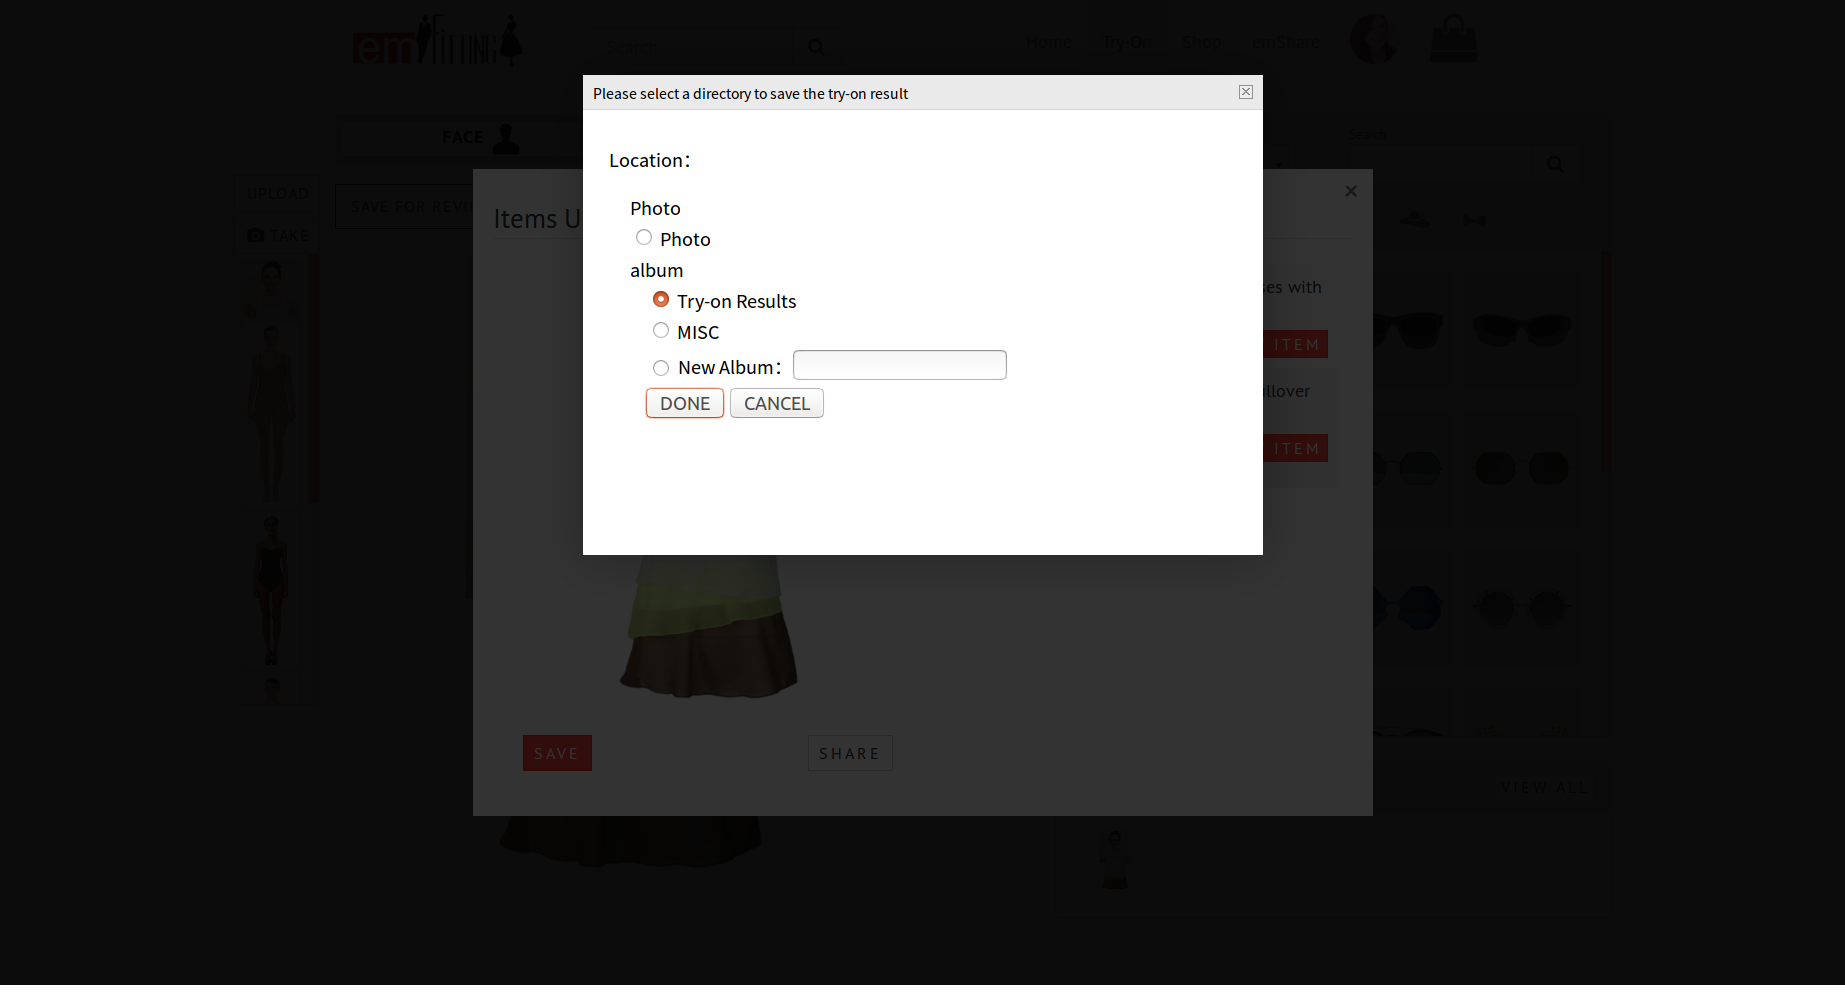 emFITTING
Search
Home
Try-On
Shop
emShare
Please select a directory to save the try-on result
FACE
Search
Location:
UPLOAD
SAVE FOR REVI
TAKE
Items U
Photo
Photo
album
Try-on Results
MISC
New Album:
DONE
CANCEL
ses with
ITEM
llover
ITEM
SAVE
SHARE
VIEW ALL